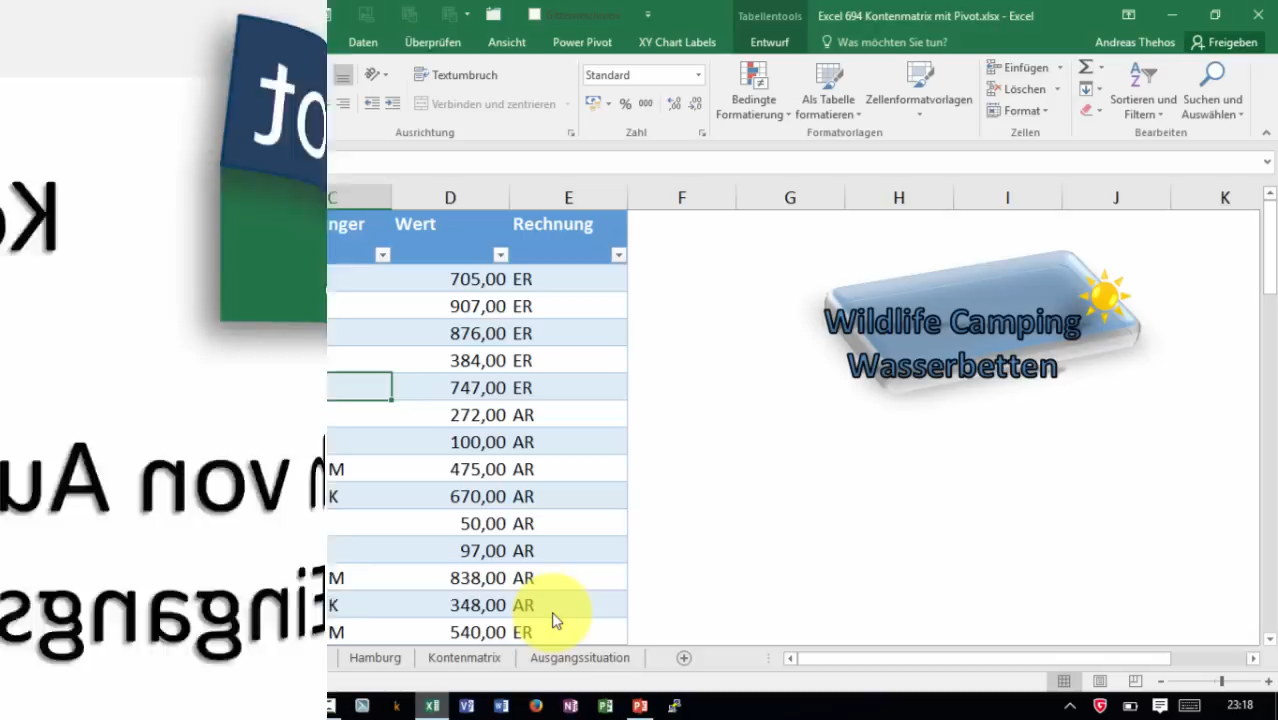 ot
K
von Au
Eingangs
Tabellentools
Excel 694 Kontenmatrix mit Pivot.xlsx - Excel
Daten
Überprüfen
Ansicht
Power Pivot
XY Chart Labels
Entwurf
Was möchten Sie tun?
Andreas Thehos
Freigeben
Textumbruch
Verbinden und zentrieren
Standard
%
000
Bedingte
Formatierung
Als Tabelle
formatieren
Zellenformatvorlagen
Einfügen
Löschen
Format
Sortieren und
Filtern
Suchen und
Auswählen
Ausrichtung
Zahl
Formatvorlagen
Zellen
Bearbeiten
C D E F G H I J K
nger Wert Rechnung
705,00 ER
907,00 ER
876,00 ER
384,00 ER
747,00 ER
272,00 AR
100,00 AR
M 475,00 AR
K 670,00 AR
50,00 AR
97,00 AR
M 838,00 AR
K 348,00 AR
M 540,00 ER
Wildlife Camping
Wasserbetten
Hamburg
Kontenmatrix
Ausgangssituation
23:18